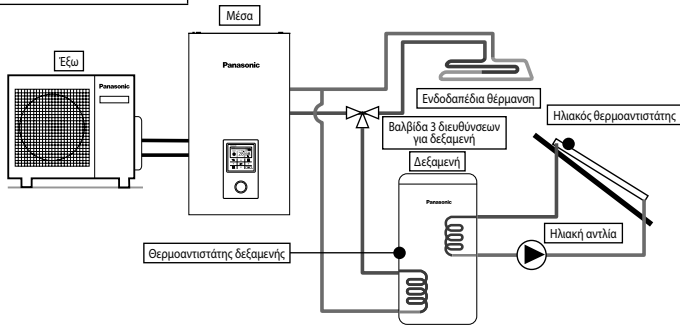 Μέσα
Έξω
Panasonic
Panasonic
Ενδοδαπέδια θέρμανση
Ηλιακός θερμοαντιστάτης
Βαλβίδα 3 διευθύνσεων
για δεξαμενή
Δεξαμενή
Panasonic
Ηλιακή αντλία
Θερμοαντιστάτης δεξαμενής